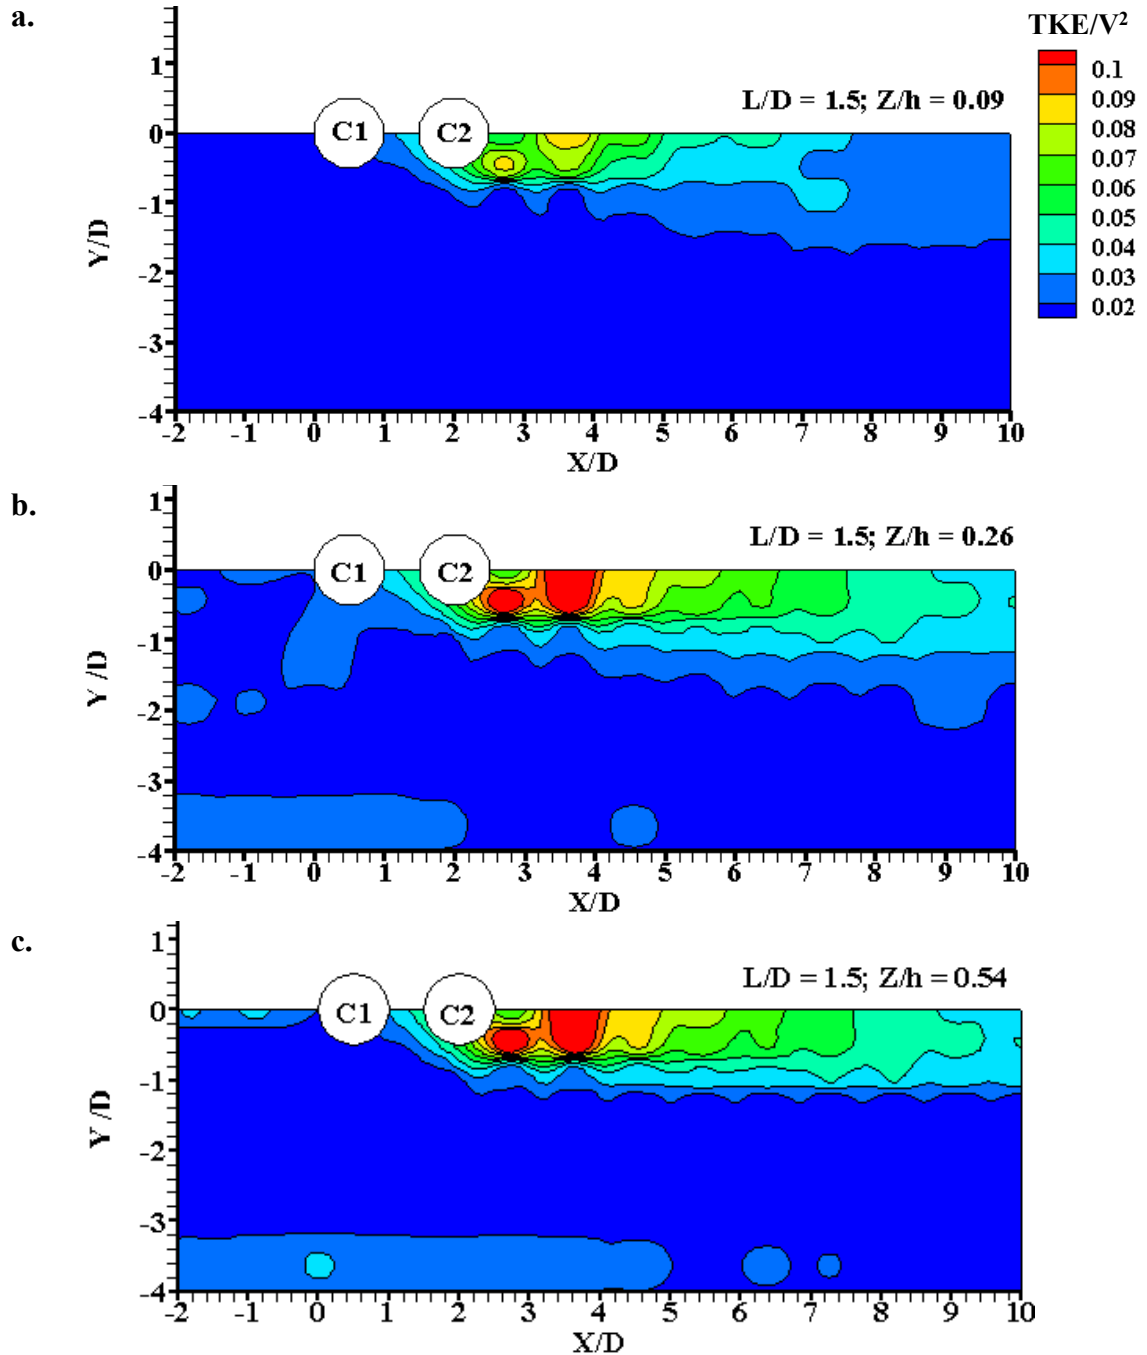 a.
TKE/V²
L/D = 1.5; Z/h = 0.09
C1 C2
1
0
-1
-2
-3
-4
Y/D
-2 -1 0 1 2 3 4 5 6 7 8 9 10
X/D
0.1
0.09
0.08
0.07
0.06
0.05
0.04
0.03
0.02
b.
L/D = 1.5; Z/h = 0.26
C1 C2
1
0
-1
-2
-3
-4
Y /D
-2 -1 0 1 2 3 4 5 6 7 8 9 10
X/D
c.
L/D = 1.5; Z/h = 0.54
C1 C2
1
0
-1
-2
-3
-4
Y /D
-2 -1 0 1 2 3 4 5 6 7 8 9 10
X/D